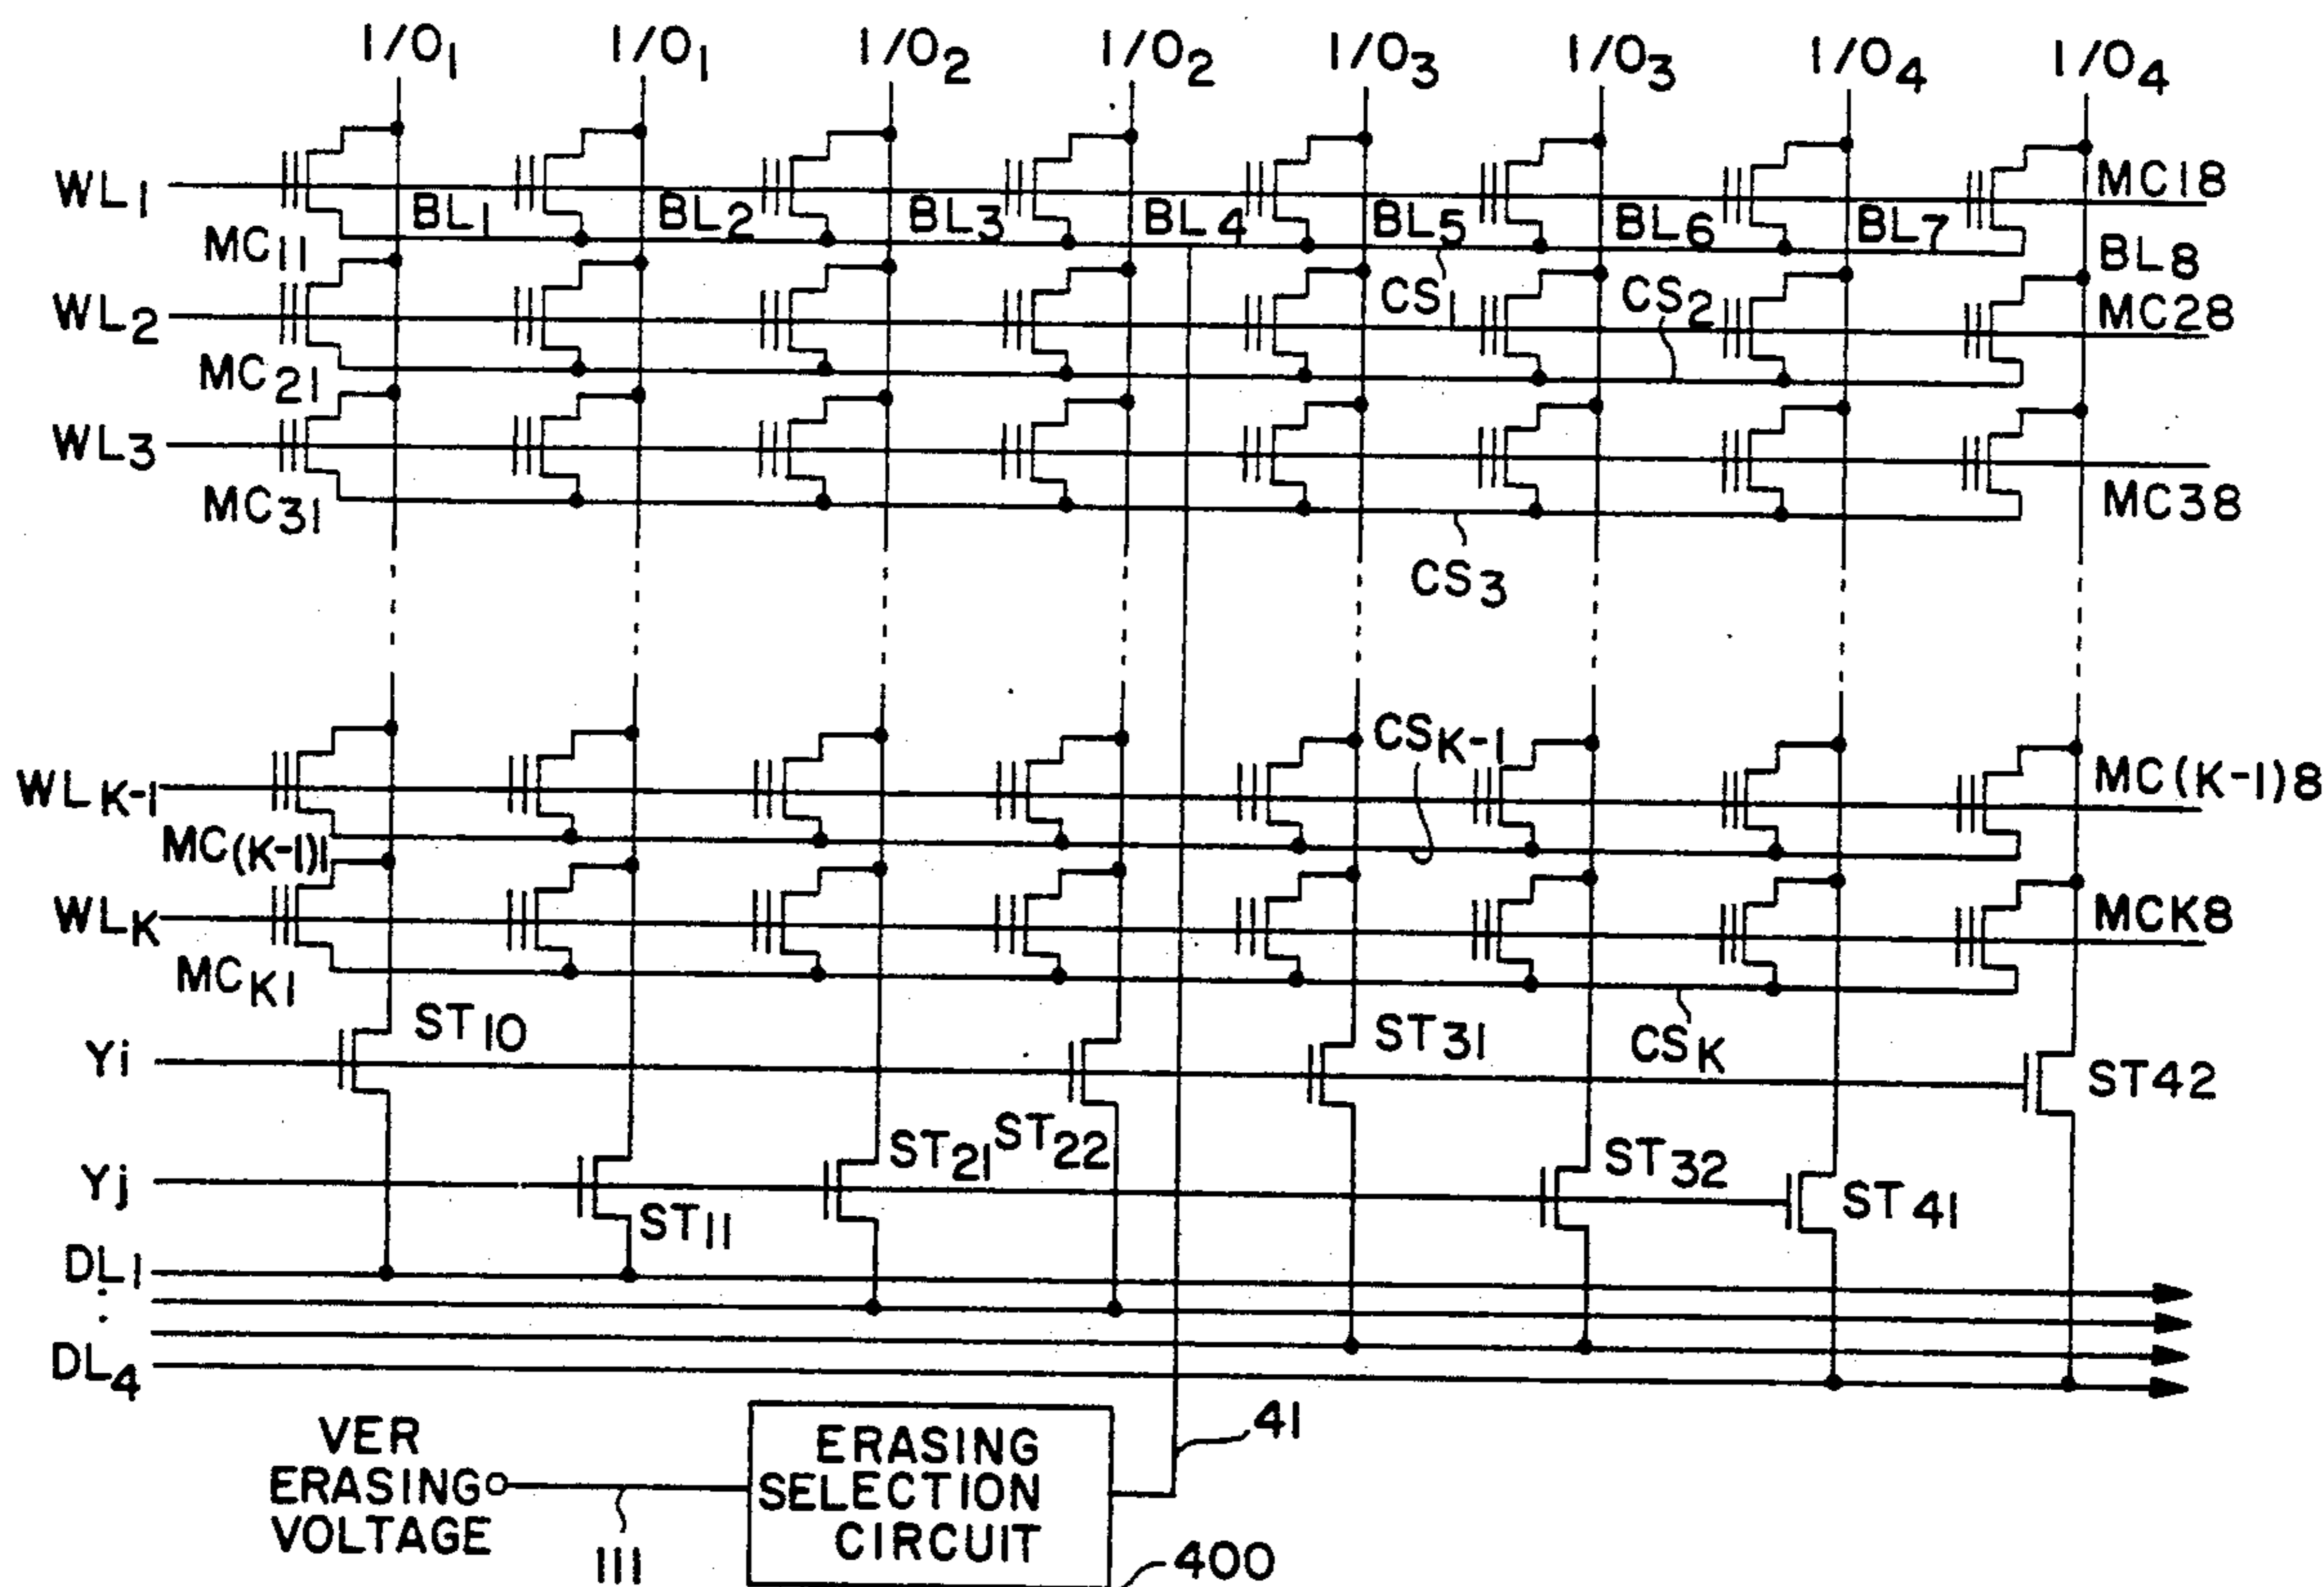 I/O1 I/O1 I/O2 I/O2 I/O3 I/O3 I/O4 I/O4
WL1 MC18
BL1 BL2 BL3 BL4 BL5 BL6 BL7
MC11 BL8
WL2 CS1 CS2 MC28
MC21
WL3
MC31 MC38
CS3
CSK-1
WLK-1 MC(K-1)8
MC(K-1)1
WLK MCK8
MCK1
ST10 ST31 CSK
Yi ST42
ST21 ST22 ST32
Yj ST11 ST41
DL1
:
DL4
VER
ERASING
VOLTAGE
111
ERASING
SELECTION
CIRCUIT
41
400